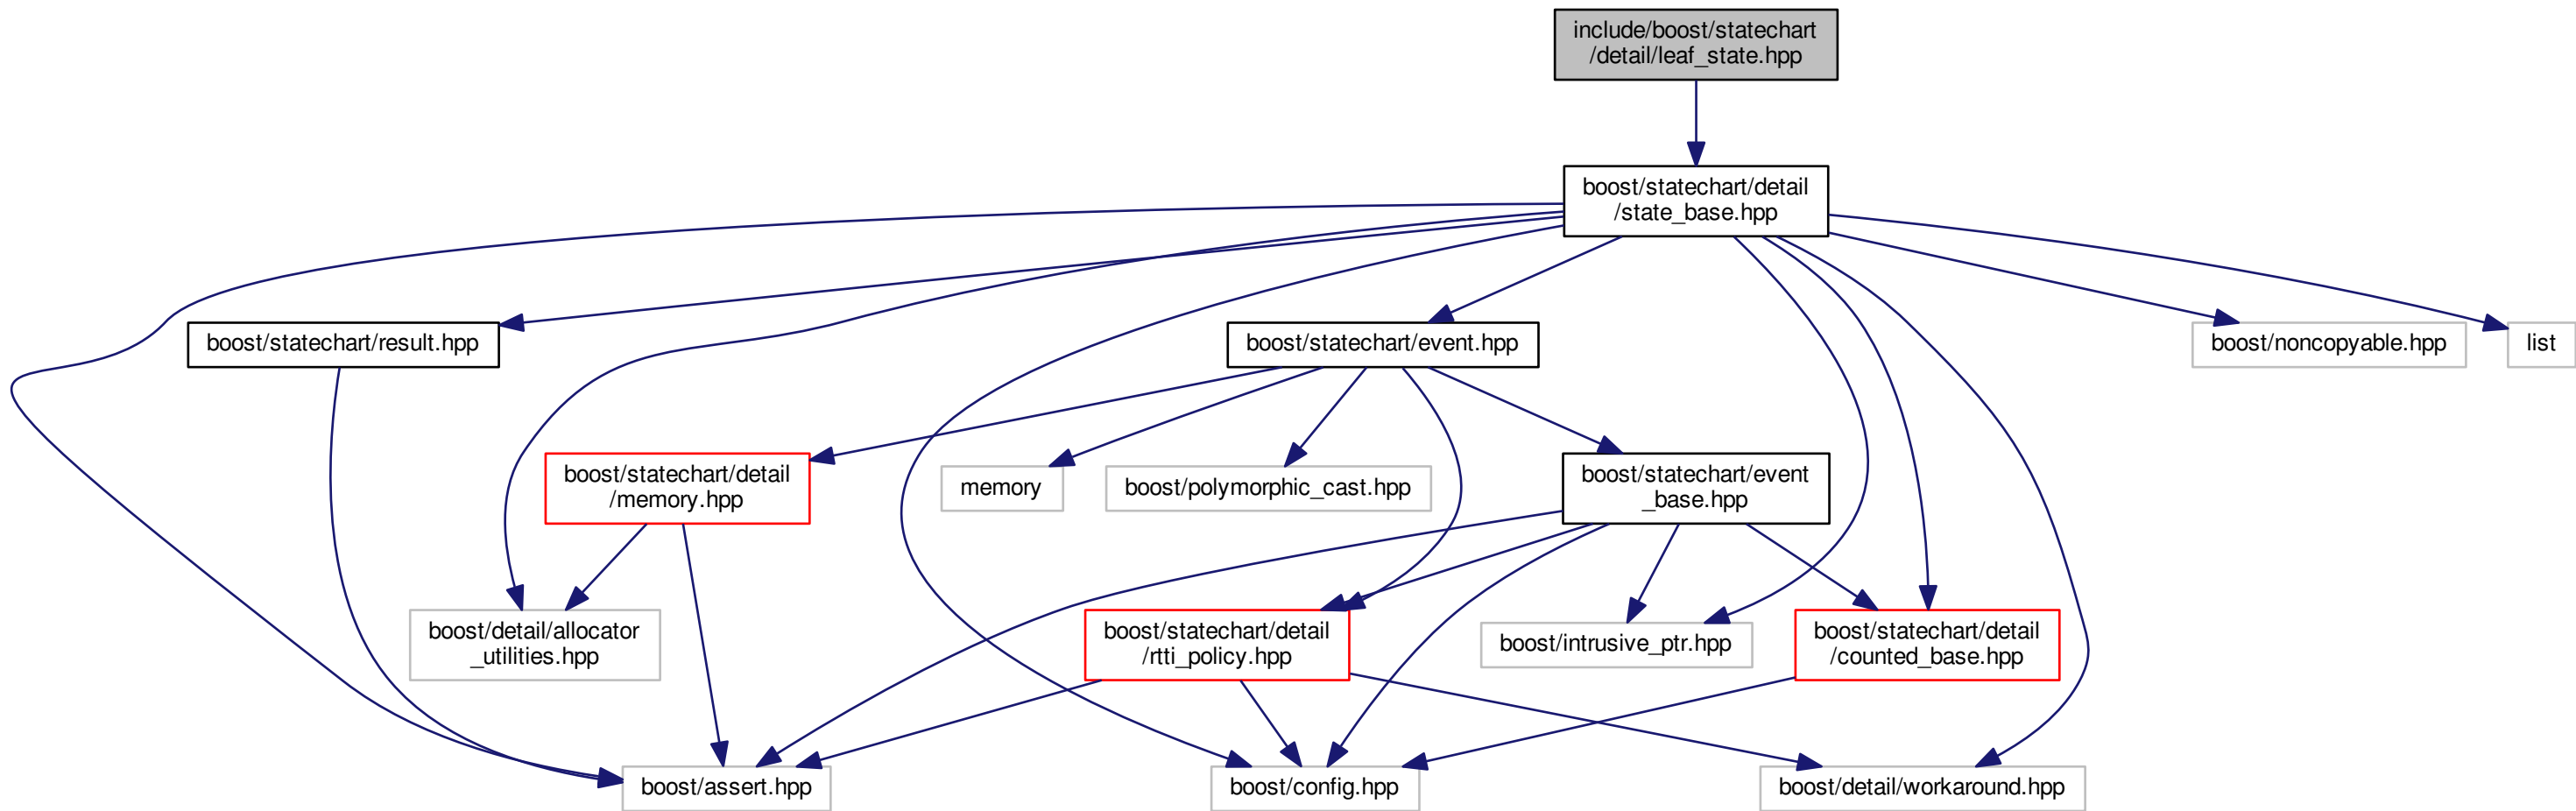 include/boost/statechart
/detail/leaf_state.hpp
boost/statechart/detail
/state_base.hpp
boost/statechart/result.hpp
boost/statechart/event.hpp
boost/noncopyable.hpp
list
boost/statechart/detail
/memory.hpp
memory
boost/polymorphic_cast.hpp
boost/statechart/event
_base.hpp
boost/detail/allocator
_utilities.hpp
boost/statechart/detail
/rtti_policy.hpp
boost/intrusive_ptr.hpp
boost/statechart/detail
/counted_base.hpp
boost/assert.hpp
boost/config.hpp
boost/detail/workaround.hpp